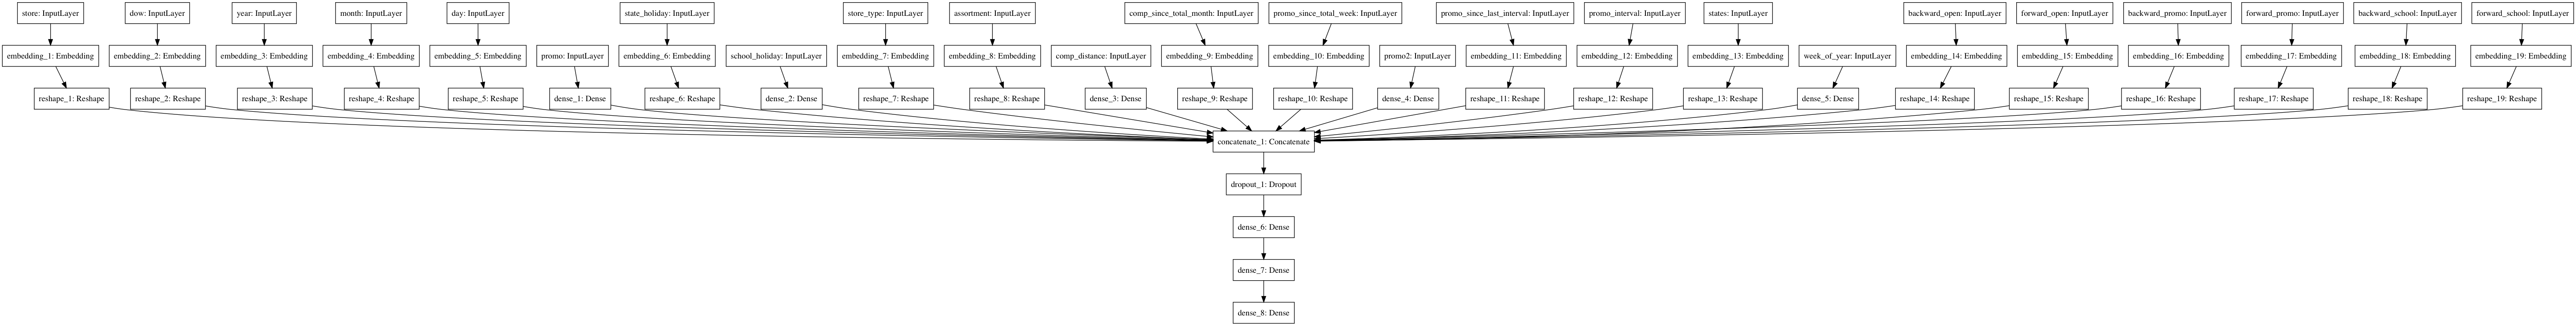 store: InputLayer
dow: InputLayer
year: InputLayer
month: InputLayer
day: InputLayer
state_holiday: InputLayer
store_type: InputLayer
assortment: InputLayer
comp_since_total_month: InputLayer
promo_since_total_week: InputLayer
promo_since_last_interval: InputLayer
promo_interval: InputLayer
states: InputLayer
backward_open: InputLayer
forward_open: InputLayer
backward_promo: InputLayer
forward_promo: InputLayer
backward_school: InputLayer
forward_school: InputLayer
embedding_1: Embedding
embedding_2: Embedding
embedding_3: Embedding
embedding_4: Embedding
embedding_5: Embedding
promo: InputLayer
embedding_6: Embedding
school_holiday: InputLayer
embedding_7: Embedding
embedding_8: Embedding
comp_distance: InputLayer
embedding_9: Embedding
embedding_10: Embedding
promo2: InputLayer
embedding_11: Embedding
embedding_12: Embedding
embedding_13: Embedding
week_of_year: InputLayer
embedding_14: Embedding
embedding_15: Embedding
embedding_16: Embedding
embedding_17: Embedding
embedding_18: Embedding
embedding_19: Embedding
reshape_1: Reshape
reshape_2: Reshape
reshape_3: Reshape
reshape_4: Reshape
reshape_5: Reshape
dense_1: Dense
reshape_6: Reshape
dense_2: Dense
reshape_7: Reshape
reshape_8: Reshape
dense_3: Dense
reshape_9: Reshape
reshape_10: Reshape
dense_4: Dense
reshape_11: Reshape
reshape_12: Reshape
reshape_13: Reshape
dense_5: Dense
reshape_14: Reshape
reshape_15: Reshape
reshape_16: Reshape
reshape_17: Reshape
reshape_18: Reshape
reshape_19: Reshape
concatenate_1: Concatenate
dropout_1: Dropout
dense_6: Dense
dense_7: Dense
dense_8: Dense